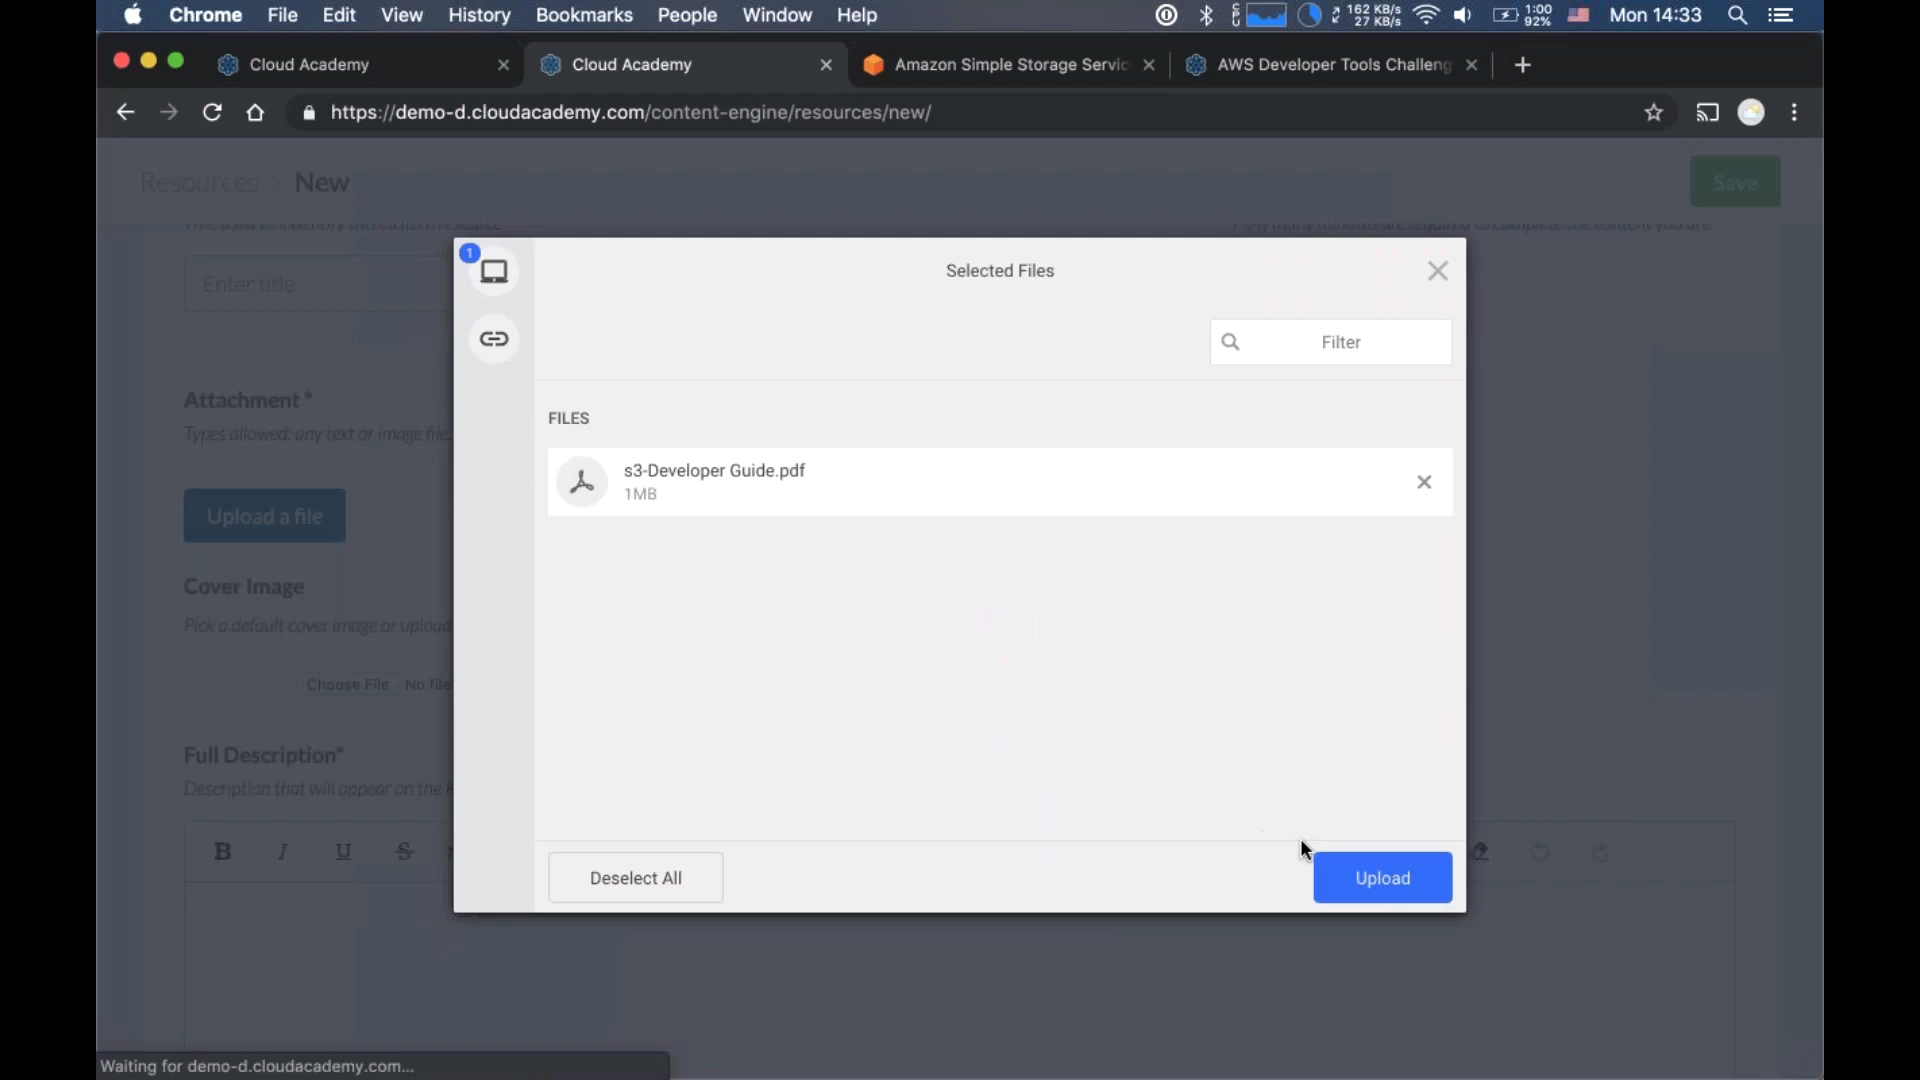 Chrome File Edit View History Bookmarks People Window Help
162 KB/s 27 KB/s 1:00 92% Mon 14:33
Cloud Academy
Cloud Academy
Amazon Simple Storage Servic
AWS Developer Tools Challeng
https://demo-d.cloudacademy.com/content-engine/resources/new/
Resources > New
Save
Enter title
Attachment *
Types allowed: any text or image file.
Upload a file
Cover Image
Pick a default cover image or upload
Choose File No file
Full Description*
Description that will appear on the
B I U S
1
Selected Files
Filter
FILES
s3-Developer Guide.pdf
1MB
Deselect All
Upload
Waiting for demo-d.cloudacademy.com...